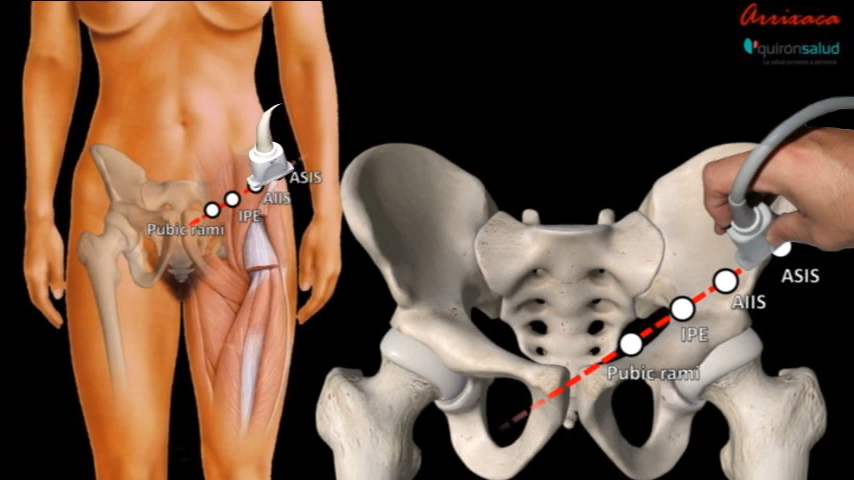 Arrixaca
quironsalud
La salud persona a persona
ASIS
AIIS
IPE
Pubic rami
ASIS
AIIS
IPE
Pubic rami